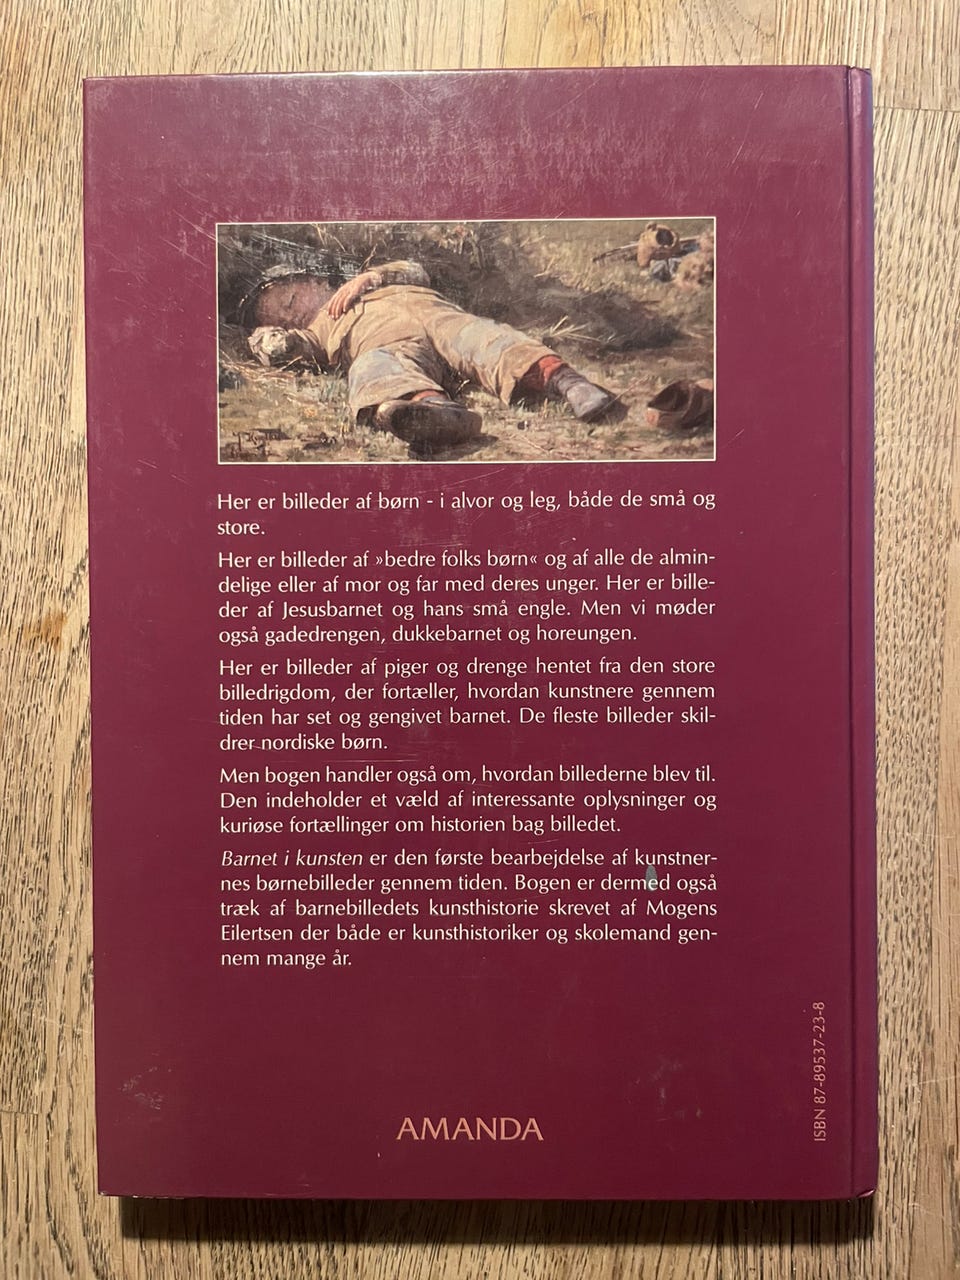 Her er billeder af børn - i alvor og leg, både de små og
store.
Her er billeder af »bedre folks børn« og af alle de almin-
delige eller af mor og far med deres unger. Her er bille-
der af Jesusbarnet og hans små engle. Men vi møder
også gadedrengen, dukkebarnet og horeungen.
Her er billeder af piger og drenge hentet fra den store
billedrigdom, der fortæller, hvordan kunstnere gennem
tiden har set og gengivet barnet. De fleste billeder skil-
drer nordiske børn.
Men bogen handler også om, hvordan billederne blev til.
Den indeholder et væld af interessante oplysninger og
kuriøse fortællinger om historien bag billedet.
Barnet i kunsten er den første bearbejdelse af kunstner-
nes børnebilleder gennem tiden. Bogen er dermed også
træk af barnebilledets kunsthistorie skrevet af Mogens
Eilertsen der både er kunsthistoriker og skolemand gen-
nem mange år.
AMANDA
ISBN 87-89537-23-8